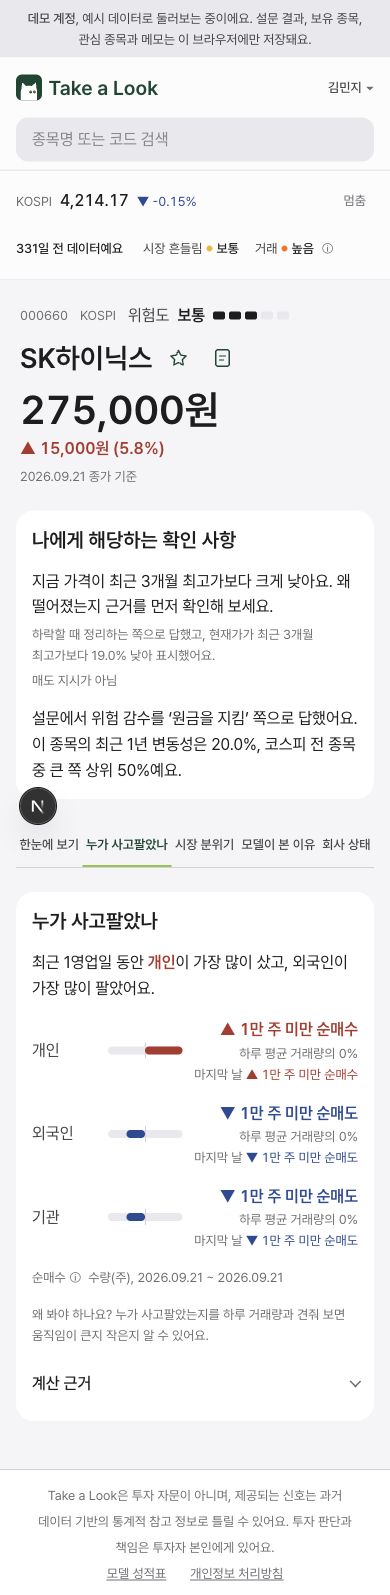 데모 계정, 예시 데이터로 둘러보는 중이에요. 설문 결과, 보유 종목,
관심 종목과 메모는 이 브라우저에만 저장돼요.
Take a Look
김민지
종목명 또는 코드 검색
KOSPI 4,214.17 ▼ -0.15% 멈춤
331일 전 데이터예요 시장 흔들림 보통 거래 높음 ⓘ
000660 KOSPI 위험도 보통
SK하이닉스
275,000원
▲ 15,000원 (5.8%)
2026.09.21 종가 기준
나에게 해당하는 확인 사항
지금 가격이 최근 3개월 최고가보다 크게 낮아요. 왜
떨어졌는지 근거를 먼저 확인해 보세요.
하락할 때 정리하는 쪽으로 답했고, 현재가가 최근 3개월
최고가보다 19.0% 낮아 표시했어요.
매도 지시가 아님
설문에서 위험 감수를 ‘원금을 지킴’ 쪽으로 답했어요.
이 종목의 최근 1년 변동성은 20.0%, 코스피 전 종목
중 큰 쪽 상위 50%예요.
N
한눈에 보기 누가 사고팔았나 시장 분위기 모델이 본 이유 회사 상태
누가 사고팔았나
최근 1영업일 동안 개인이 가장 많이 샀고, 외국인이
가장 많이 팔았어요.
개인
▲ 1만 주 미만 순매수
하루 평균 거래량의 0%
마지막 날 ▲ 1만 주 미만 순매수
외국인
▼ 1만 주 미만 순매도
하루 평균 거래량의 0%
마지막 날 ▼ 1만 주 미만 순매도
기관
▼ 1만 주 미만 순매도
하루 평균 거래량의 0%
마지막 날 ▼ 1만 주 미만 순매도
순매수 ⓘ 수량(주), 2026.09.21 ~ 2026.09.21
왜 봐야 하나요? 누가 사고팔았는지를 하루 거래량과 견줘 보면
움직임이 큰지 작은지 알 수 있어요.
계산 근거
Take a Look은 투자 자문이 아니며, 제공되는 신호는 과거
데이터 기반의 통계적 참고 정보로 틀릴 수 있어요. 투자 판단과
책임은 투자자 본인에게 있어요.
모델 성적표 개인정보 처리방침